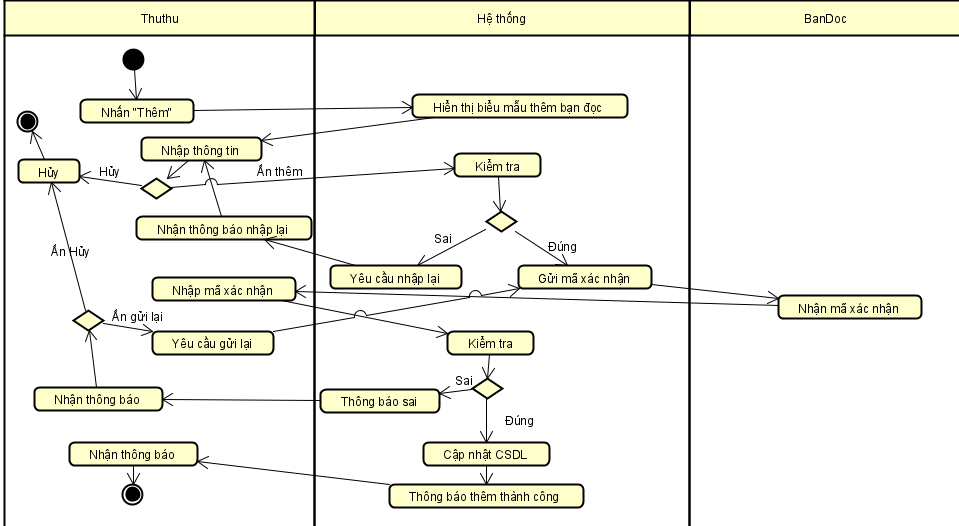 Thuthu
Hệ thống
BanDoc
Nhấn "Thêm"
Hiển thị biểu mẫu thêm bạn đọc
Nhập thông tin
Kiểm tra
Hủy
Hủy
Ấn thêm
Nhận thông báo nhập lại
Sai
Đúng
Ấn Hủy
Yêu cầu nhập lại
Gửi mã xác nhận
Nhập mã xác nhận
Nhận mã xác nhận
Ấn gửi lại
Yêu cầu gửi lại
Kiểm tra
Sai
Nhận thông báo
Thông báo sai
Đúng
Nhận thông báo
Cập nhật CSDL
Thông báo thêm thành công